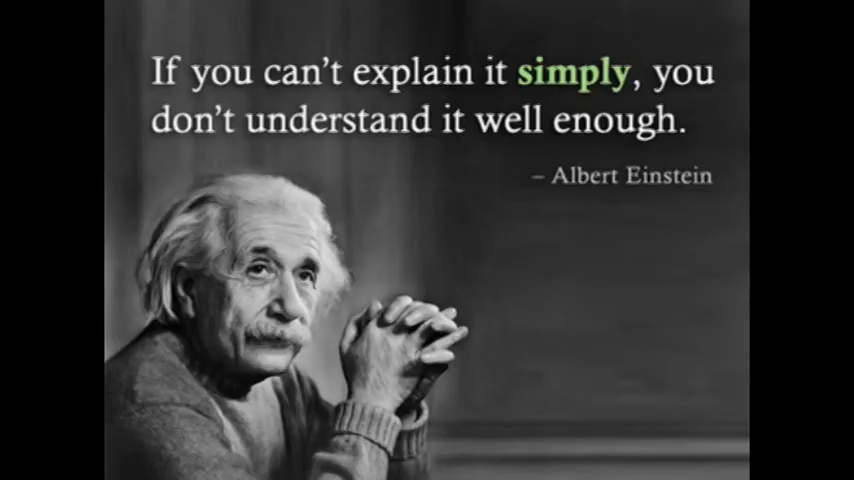 If you can't explain it simply, you
don't understand it well enough.
– Albert Einstein